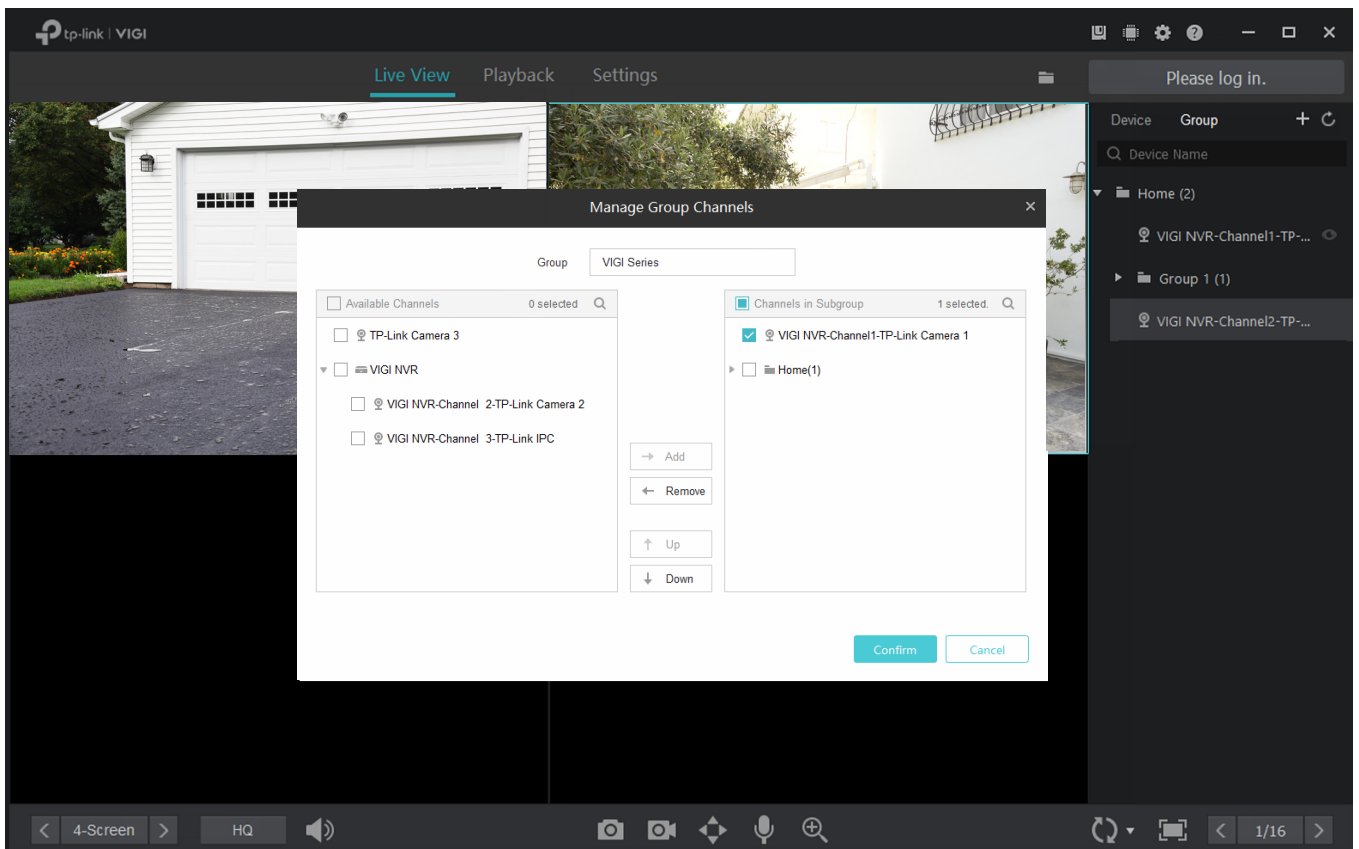 tp-link | VIGI
Live View Playback Settings
Please log in.
Device Group
Device Name
Home (2)
VIGI NVR-Channel1-TP-...
Group 1 (1)
VIGI NVR-Channel2-TP-...
Manage Group Channels
Group VIGI Series
Available Channels 0 selected
TP-Link Camera 3
VIGI NVR
VIGI NVR-Channel 2-TP-Link Camera 2
VIGI NVR-Channel 3-TP-Link IPC
Add
Remove
Up
Down
Channels in Subgroup 1 selected.
VIGI NVR-Channel1-TP-Link Camera 1
Home(1)
Confirm Cancel
4-Screen HQ 1/16